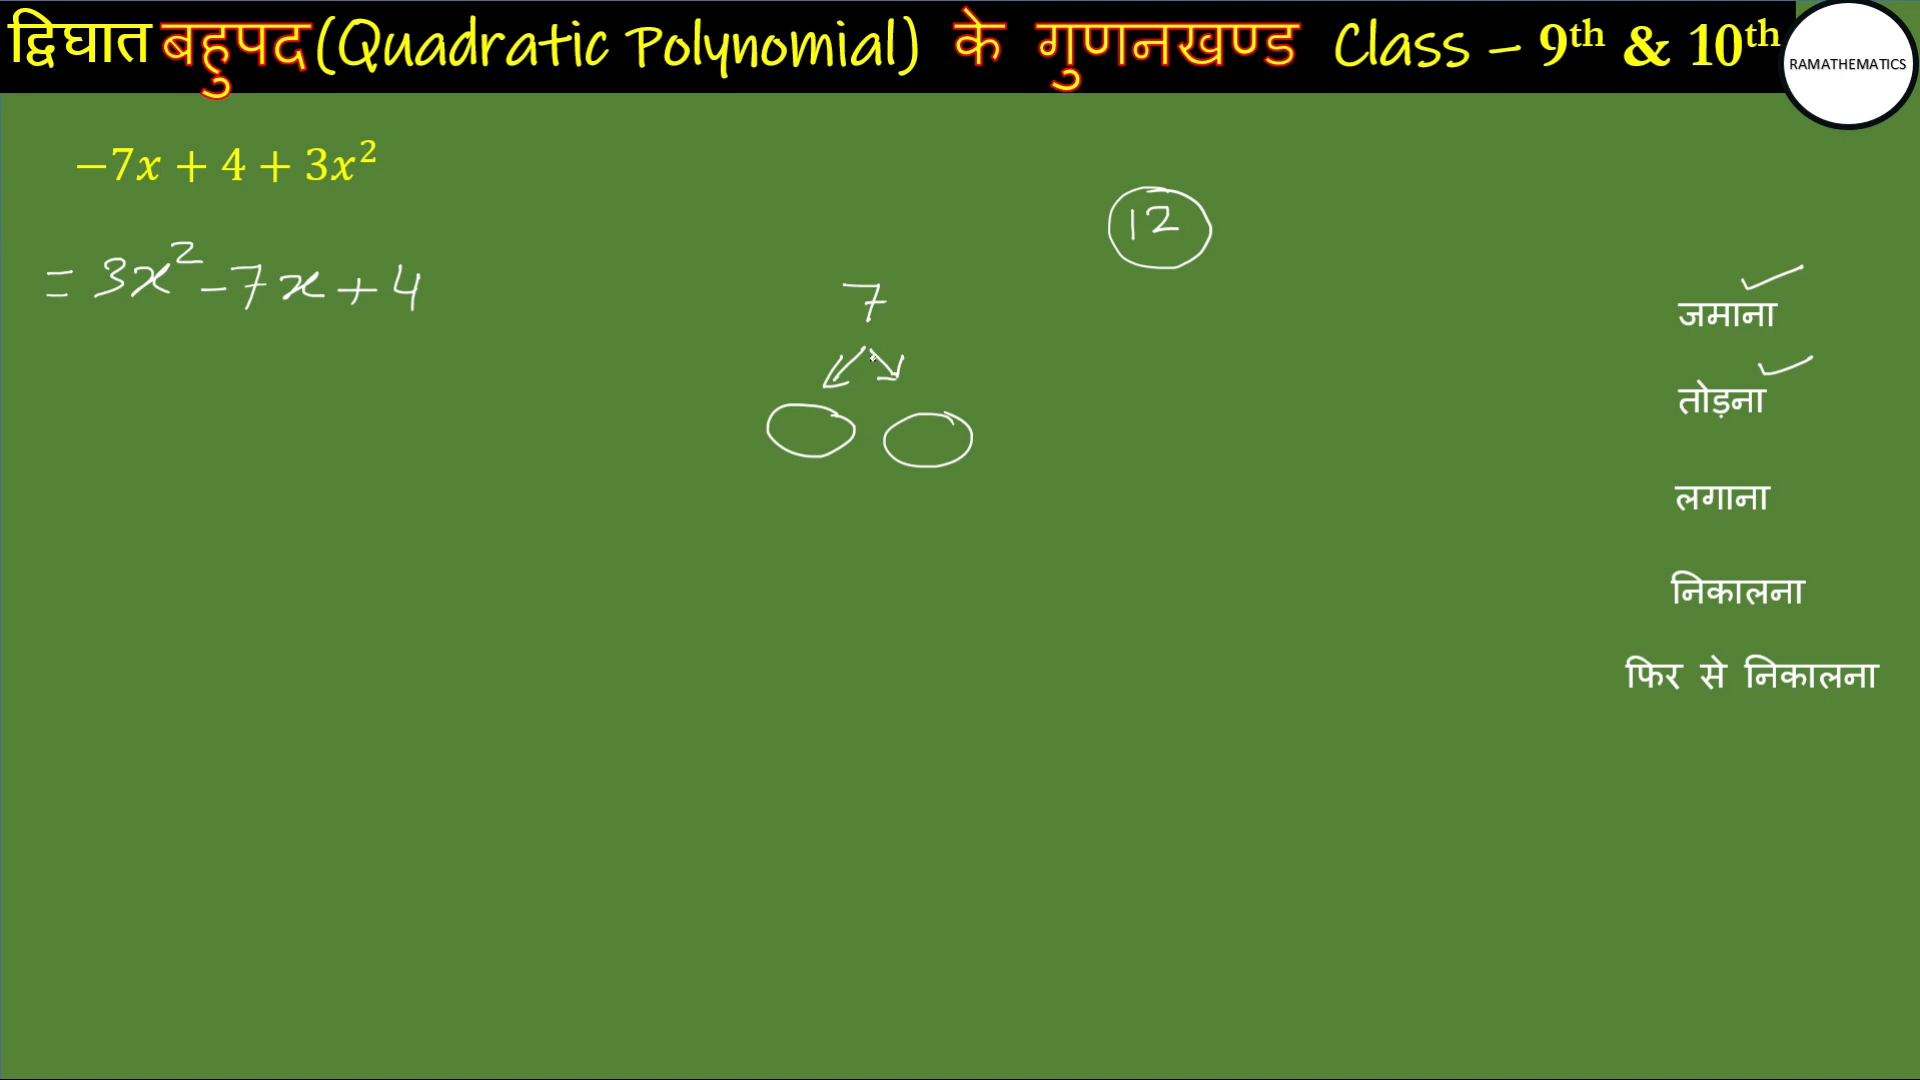 द्विघात बहुपद (Quadratic Polynomial) के गुणनखण्ड Class – 9th & 10th
RAMATHEMATICS
−7x + 4 + 3x²
12
= 3x² - 7x + 4
7
जमाना
तोड़ना
लगाना
निकालना
फिर से निकालना